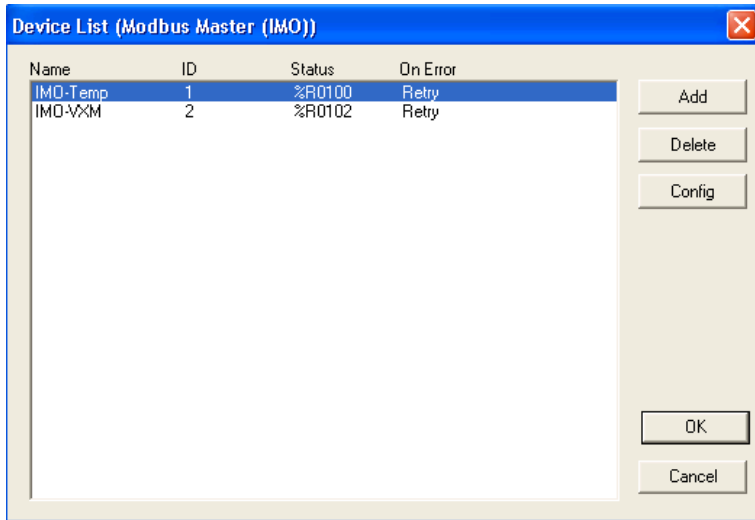 Device List (Modbus Master (IMO))
Name ID Status On Error
IMO-Temp 1 %R0100 Retry
IMO-VXM 2 %R0102 Retry
Add
Delete
Config
OK
Cancel